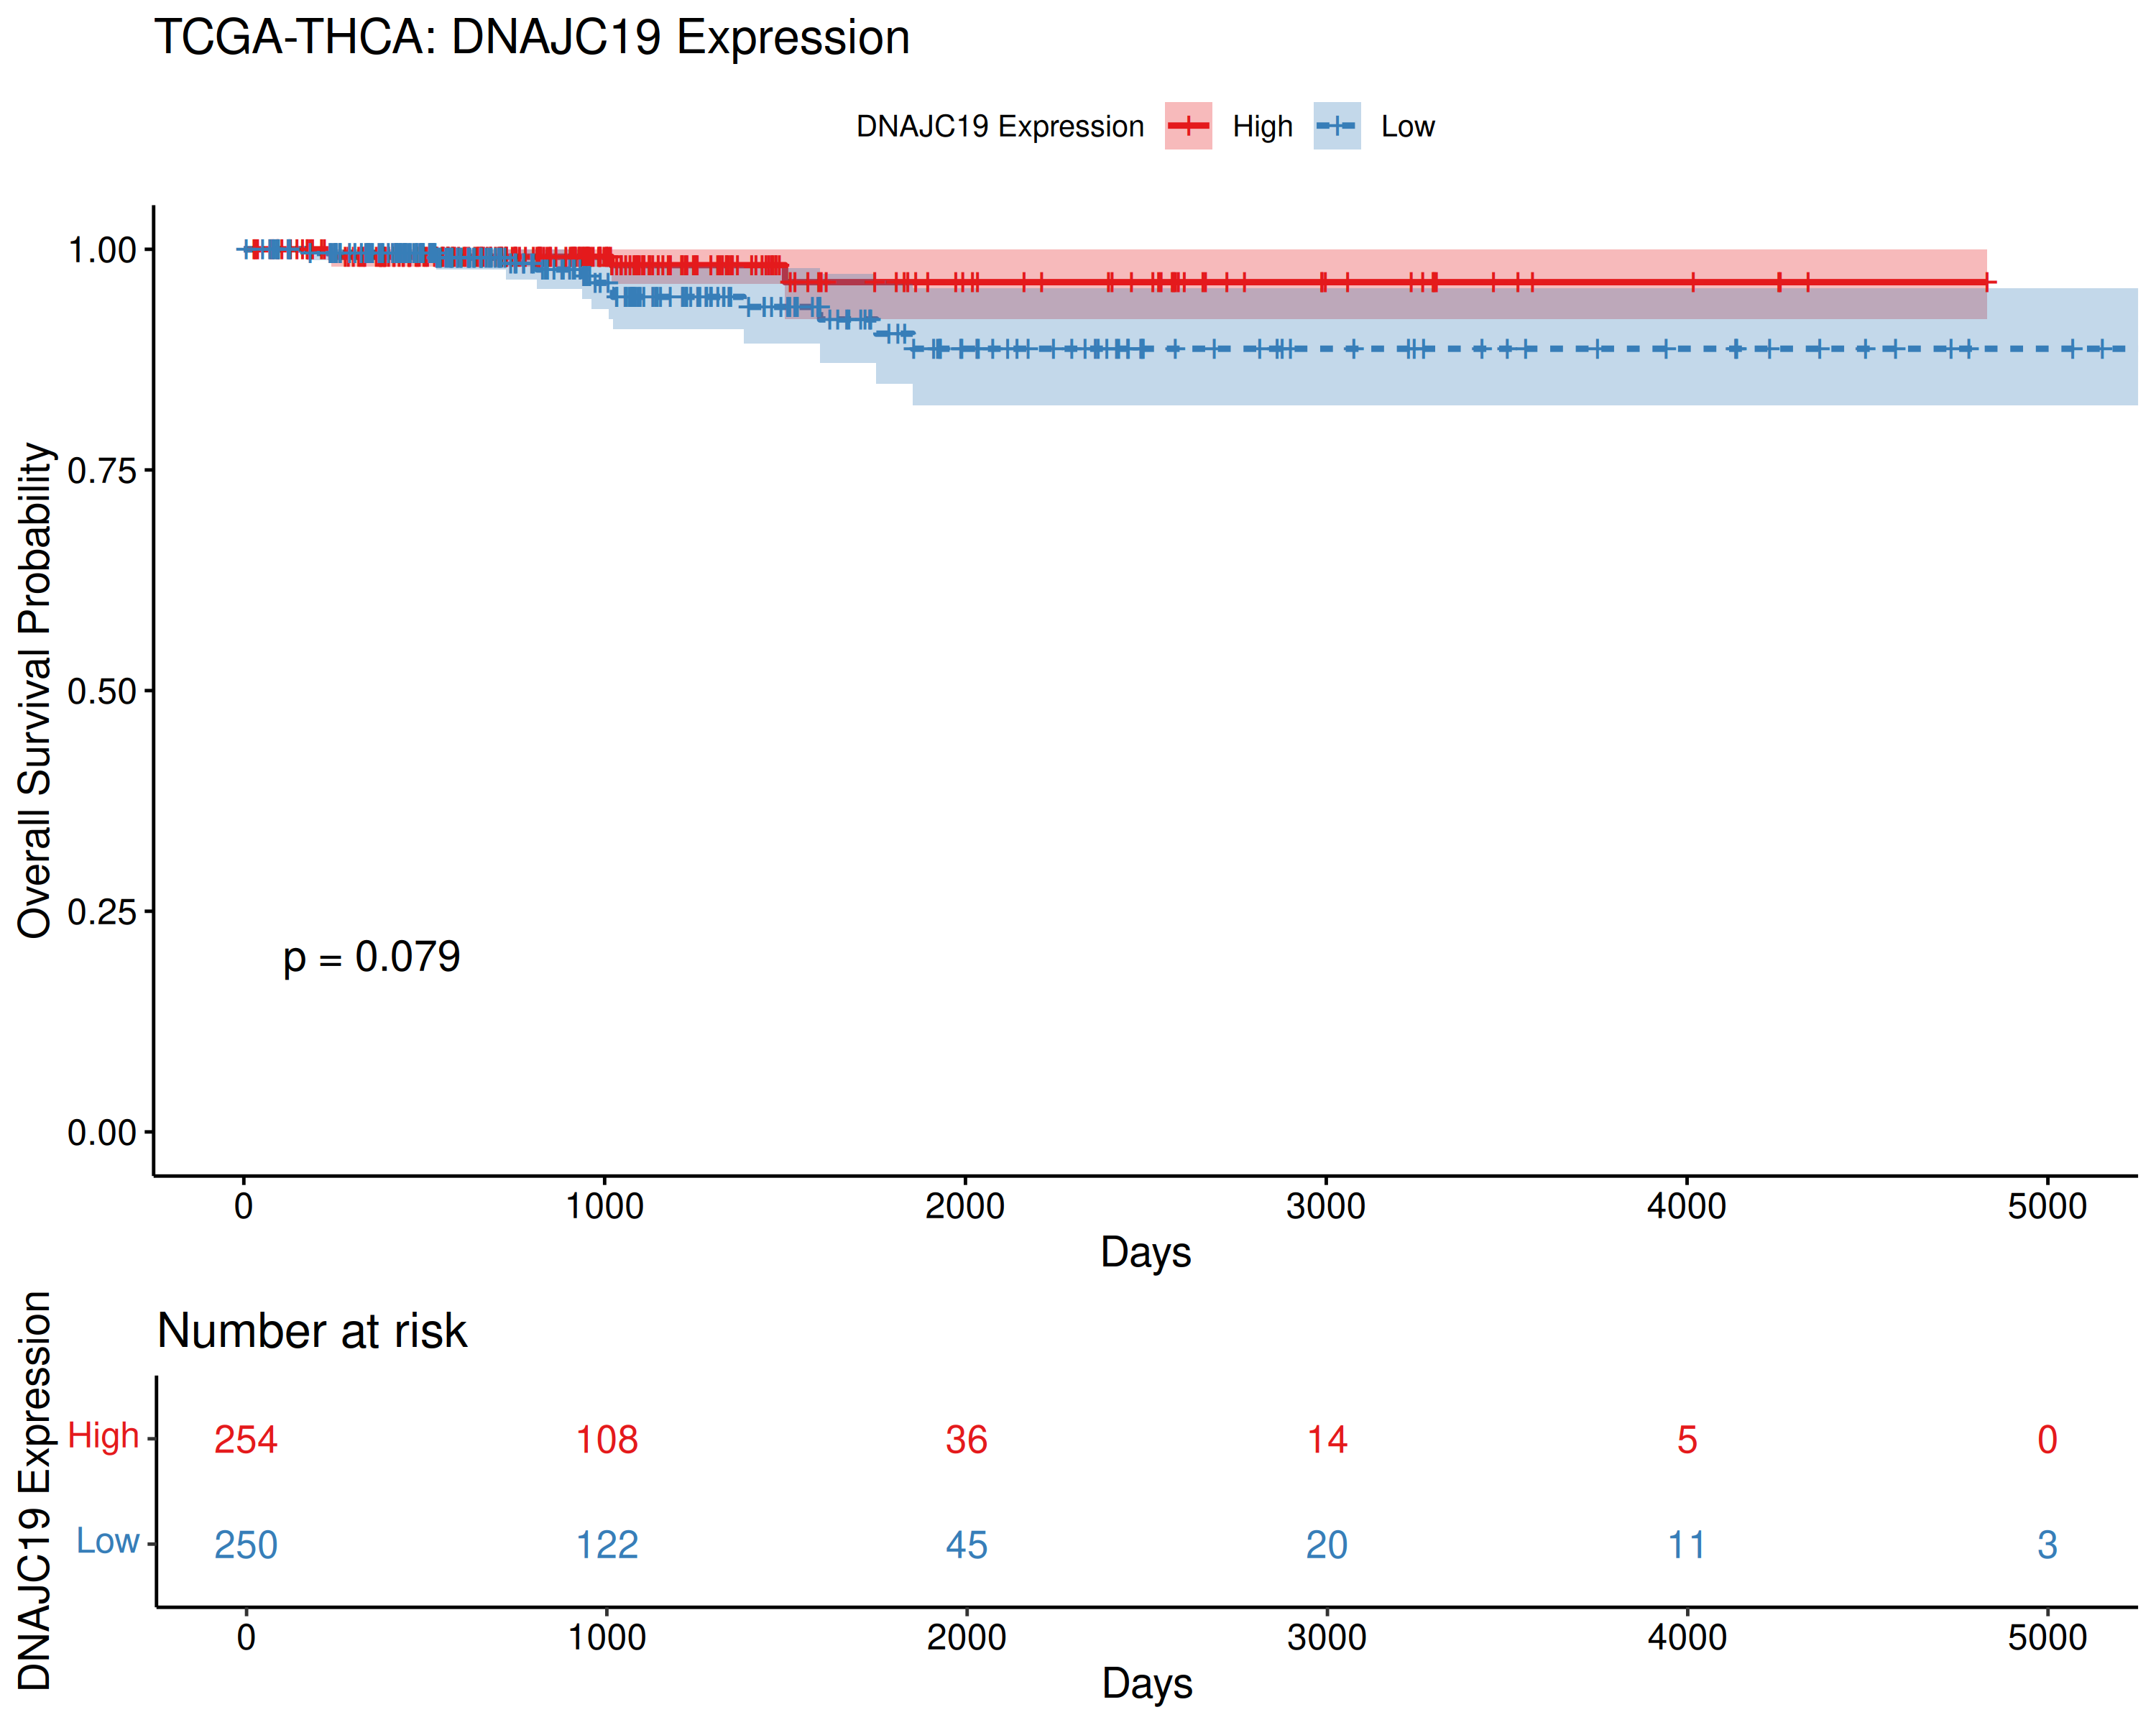 TCGA-THCA: DNAJC19 Expression
DNAJC19 Expression High Low
Overall Survival Probability
1.00
0.75
0.50
0.25
0.00
p = 0.079
0 1000 2000 3000 4000 5000
Days
Number at risk
DNAJC19 Expression
High 254 108 36 14 5 0
Low 250 122 45 20 11 3
0 1000 2000 3000 4000 5000
Days